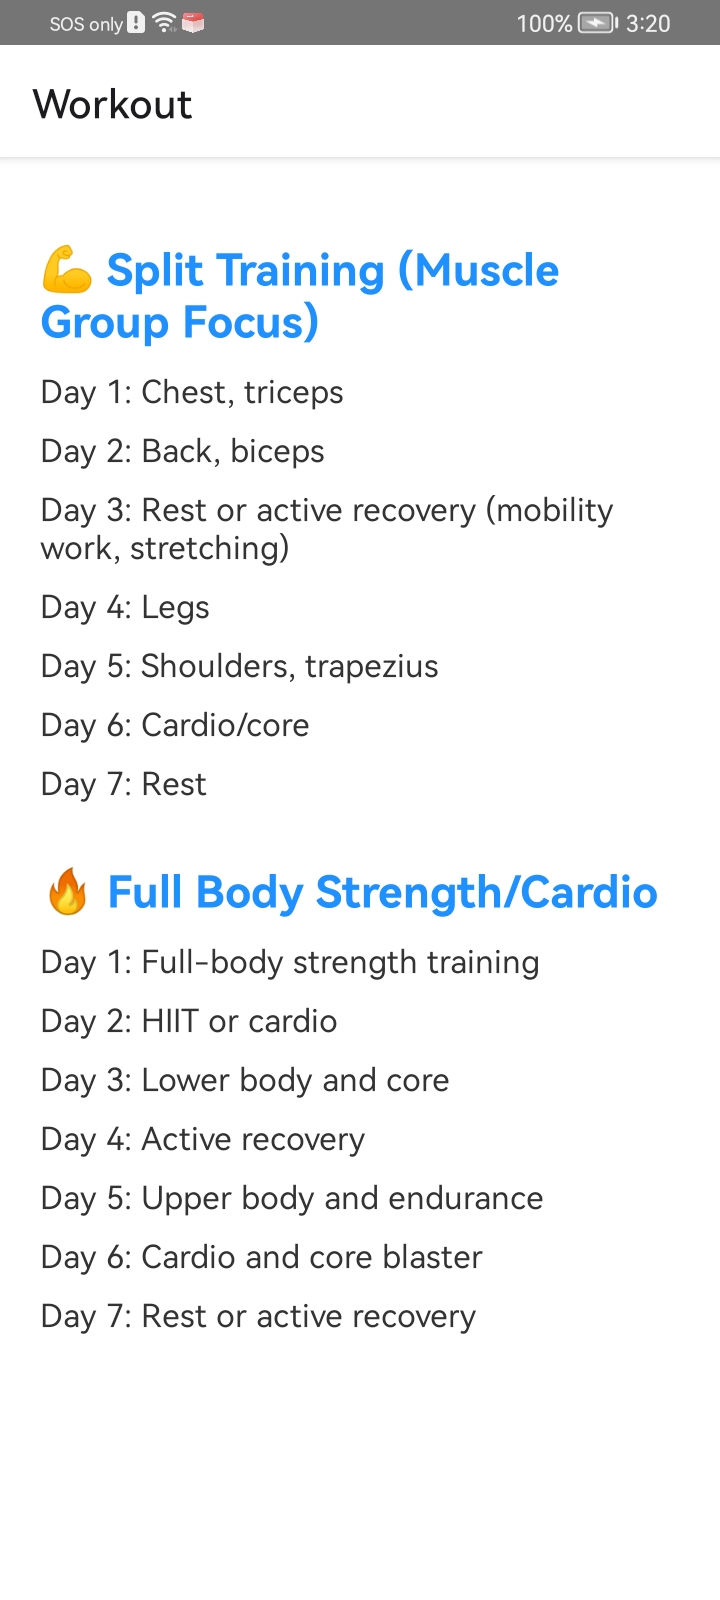 SOS only
100% 3:20
Workout
💪 Split Training (Muscle
Group Focus)
Day 1: Chest, triceps
Day 2: Back, biceps
Day 3: Rest or active recovery (mobility
work, stretching)
Day 4: Legs
Day 5: Shoulders, trapezius
Day 6: Cardio/core
Day 7: Rest
🔥 Full Body Strength/Cardio
Day 1: Full-body strength training
Day 2: HIIT or cardio
Day 3: Lower body and core
Day 4: Active recovery
Day 5: Upper body and endurance
Day 6: Cardio and core blaster
Day 7: Rest or active recovery